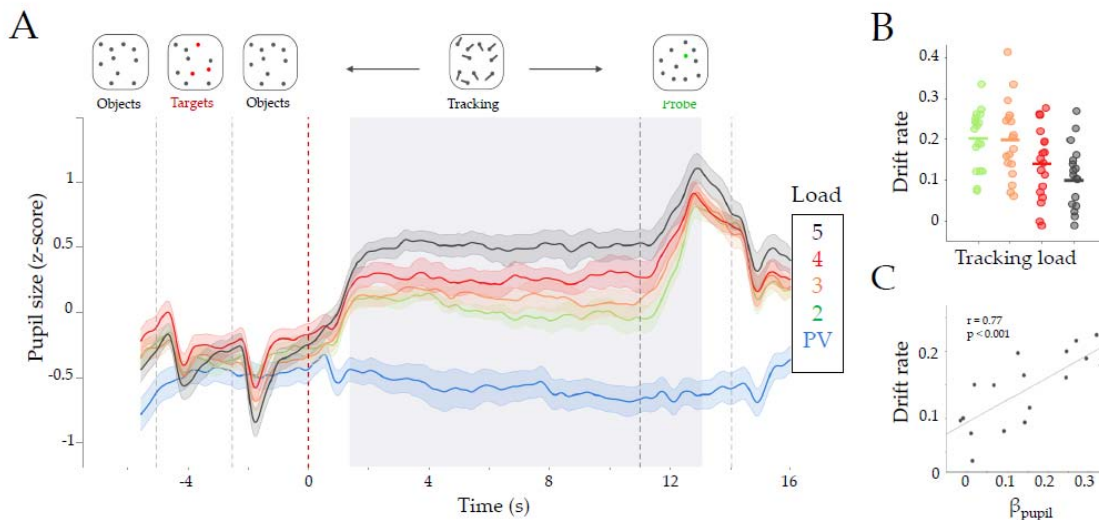 A
Objects
Targets
Objects
Tracking
Probe
Pupil size (z-score)
1
0.5
0
-0.5
-1
-4
0
4
8
12
16
Time (s)
Load
5
4
3
2
PV
B
Drift rate
0.4
0.3
0.2
0.1
0
Tracking load
C
r = 0.77
p < 0.001
Drift rate
0.2
0.1
0
0
0.1
0.2
0.3
βpupil